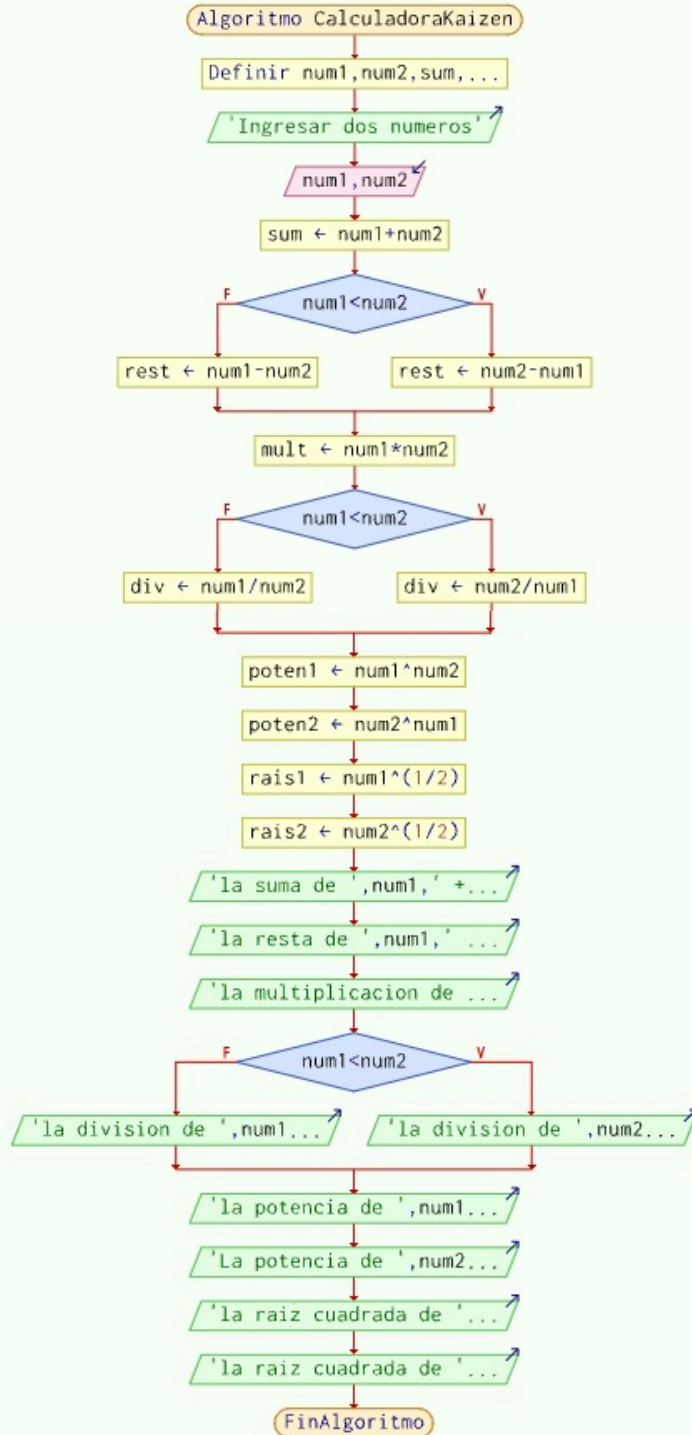 Algoritmo CalculadoraKaizen
Definir num1,num2,sum,...
'Ingresar dos numeros'
num1,num2
sum ← num1+num2
F
num1<num2
V
rest ← num1-num2
rest ← num2-num1
mult ← num1*num2
F
num1<num2
V
div ← num1/num2
div ← num2/num1
poten1 ← num1^num2
poten2 ← num2^num1
rais1 ← num1^(1/2)
rais2 ← num2^(1/2)
'la suma de ',num1,' +...
'la resta de ',num1,' ...
'la multiplicacion de ...
F
num1<num2
V
'la division de ',num1...
'la division de ',num2...
'la potencia de ',num1...
'La potencia de ',num2...
'la raiz cuadrada de '...
'la raiz cuadrada de '...
FinAlgoritmo